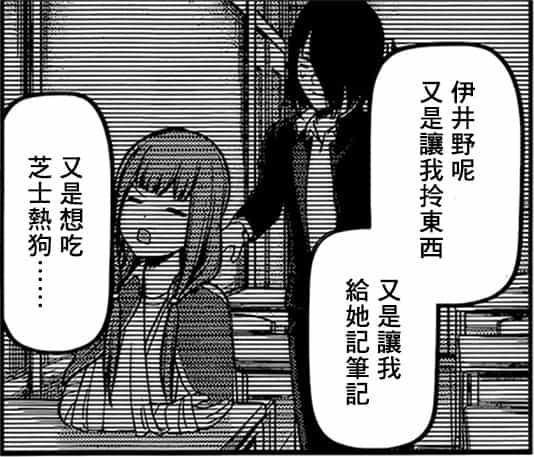 伊井野呢
又是讓我拎東西
又是讓我
給她記筆記
又是想吃
芝士熱狗……